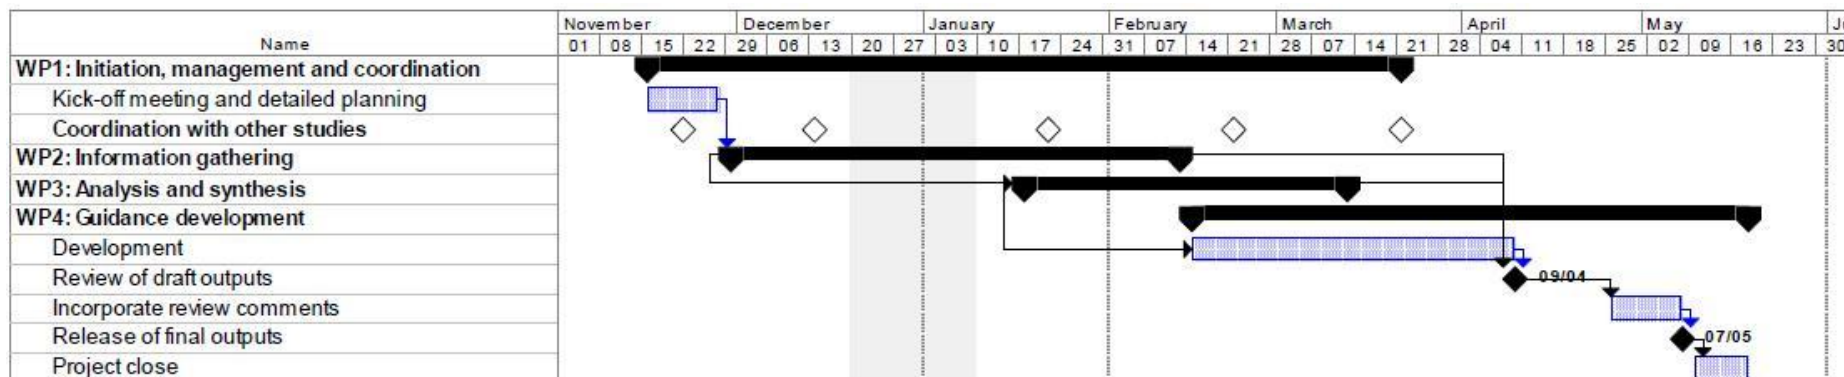 November December January February March April May
Name 01 08 15 22 29 06 13 20 27 03 10 17 24 31 07 14 21 28 07 14 21 28 04 11 18 25 02 09 16 23 30
WP1: Initiation, management and coordination
Kick-off meeting and detailed planning
Coordination with other studies
WP2: Information gathering
WP3: Analysis and synthesis
WP4: Guidance development
Development
Review of draft outputs 09/04
Incorporate review comments
Release of final outputs 07/05
Project close